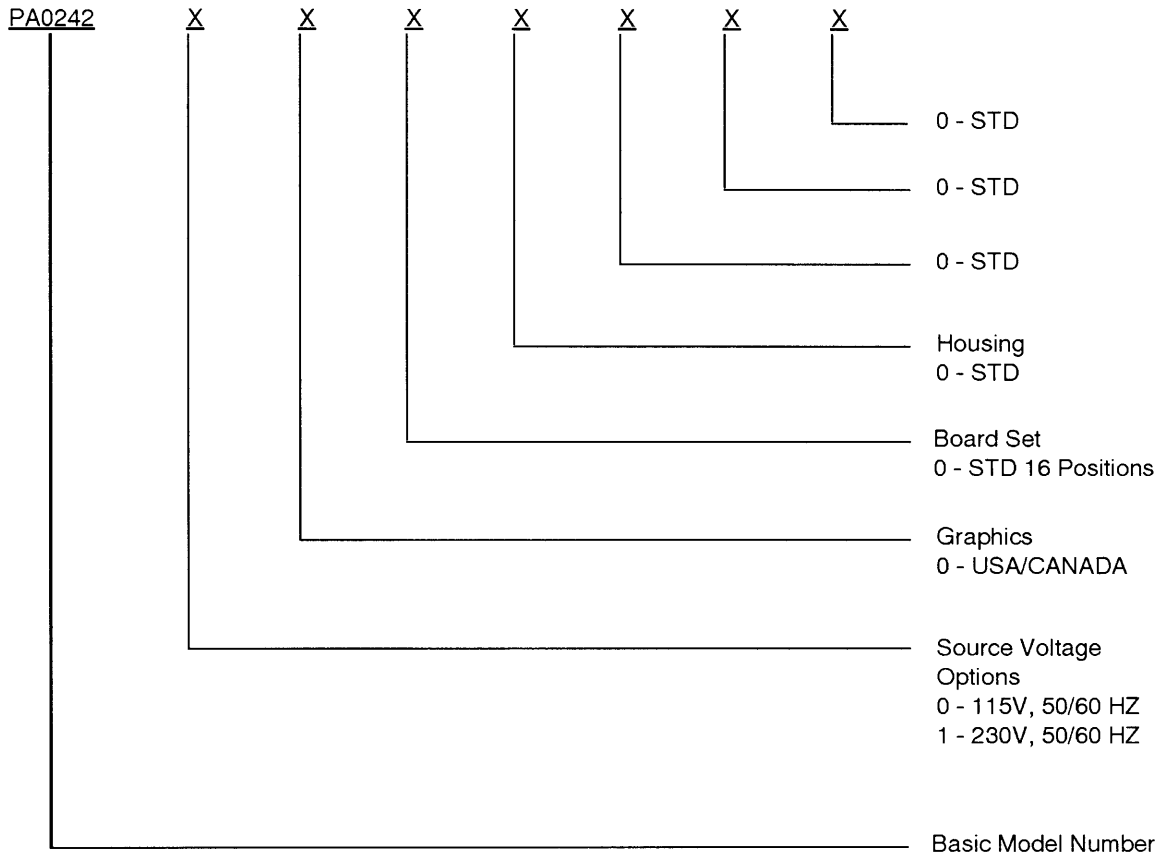 PA0242 X X X X X X X
0 - STD
0 - STD
0 - STD
Housing
0 - STD
Board Set
0 - STD 16 Positions
Graphics
0 - USA/CANADA
Source Voltage
Options
0 - 115V, 50/60 HZ
1 - 230V, 50/60 HZ
Basic Model Number